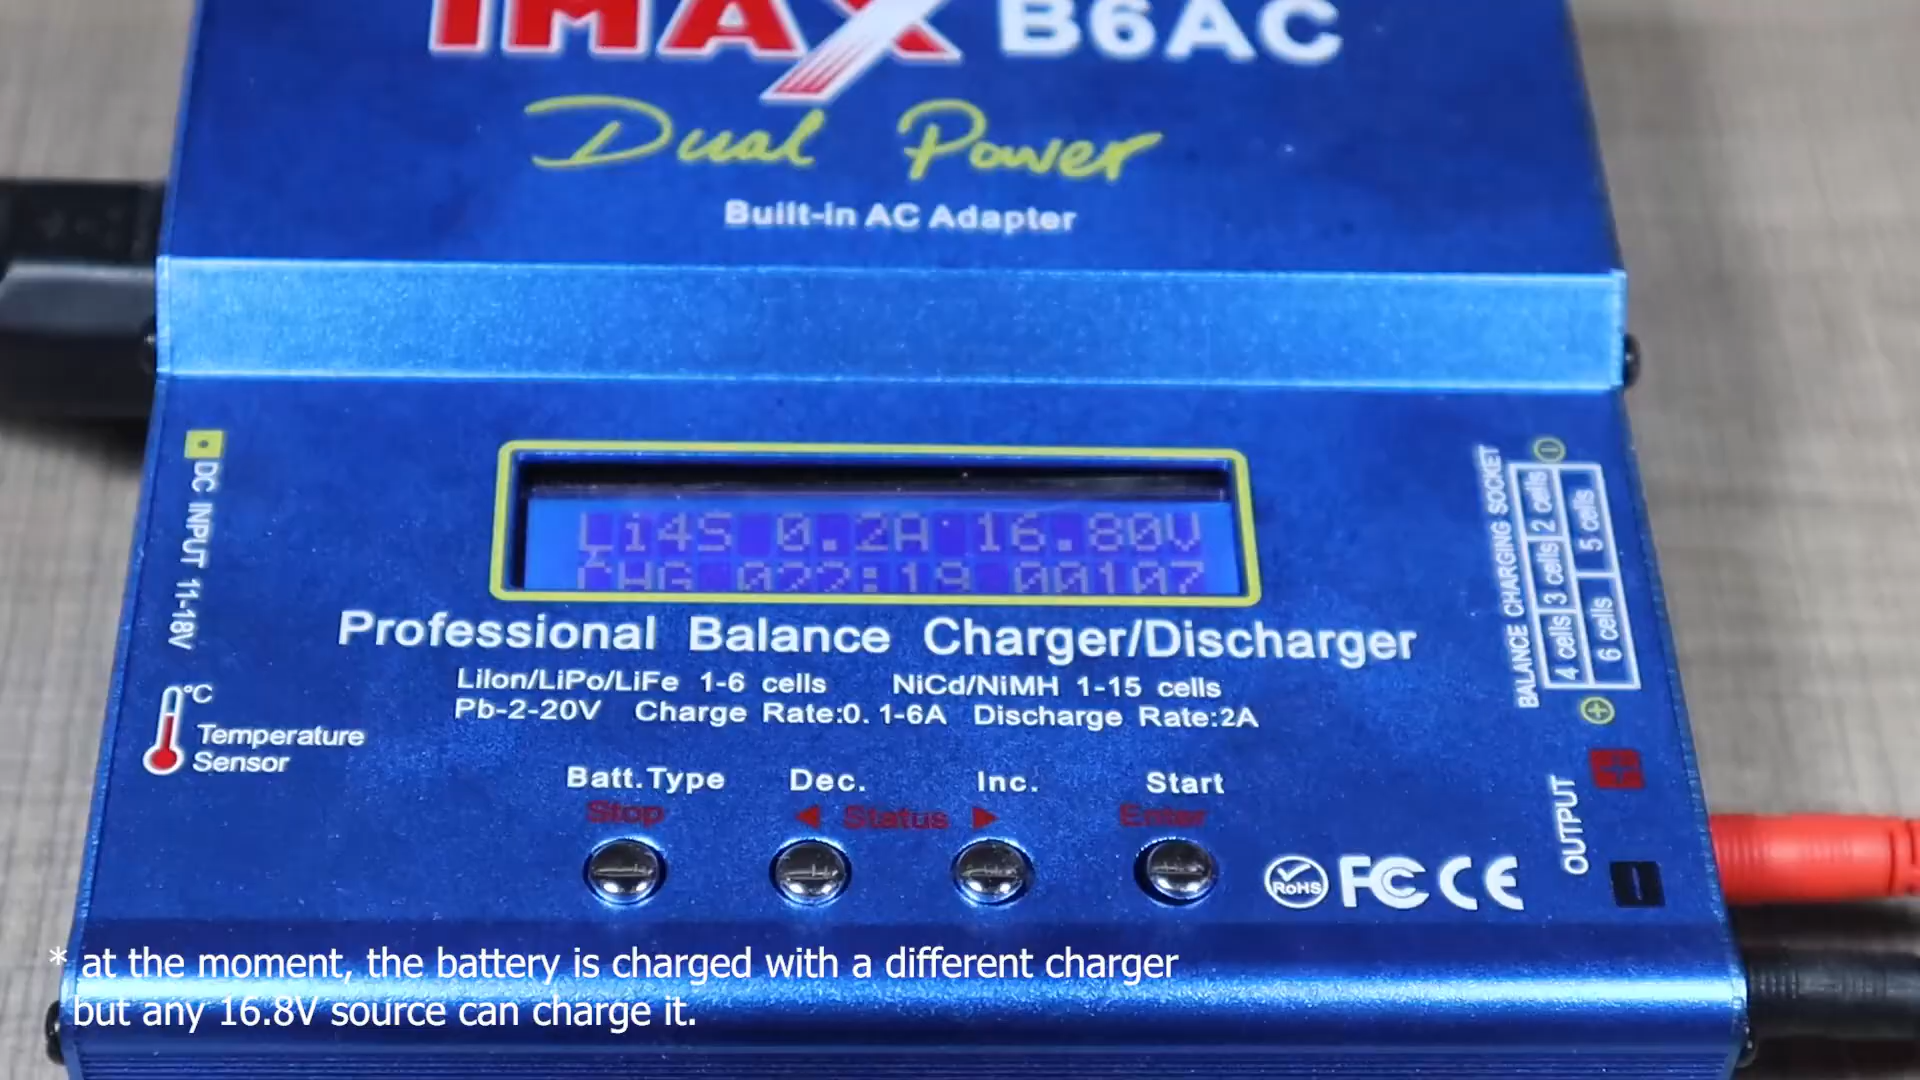 IMAX B6AC
Dual Power
Built-in AC Adapter
DC INPUT 11-18V
Li4S 0.2A 16.80V
CHG 022:19 00107
BALANCE CHARGING SOCKET
2 cells
3 cells
4 cells
5 cells
6 cells
Professional Balance Charger/Discharger
LiIon/LiPo/LiFe 1-6 cells NiCd/NiMH 1-15 cells
Pb-2-20V Charge Rate:0.1-6A Discharge Rate:2A
°C
Temperature
Sensor
Batt.Type Dec. Inc. Start
Stop ◀ Status ▶ Enter
OUTPUT
+
-
RoHS FC CE
* at the moment, the battery is charged with a different charger
but any 16.8V source can charge it.